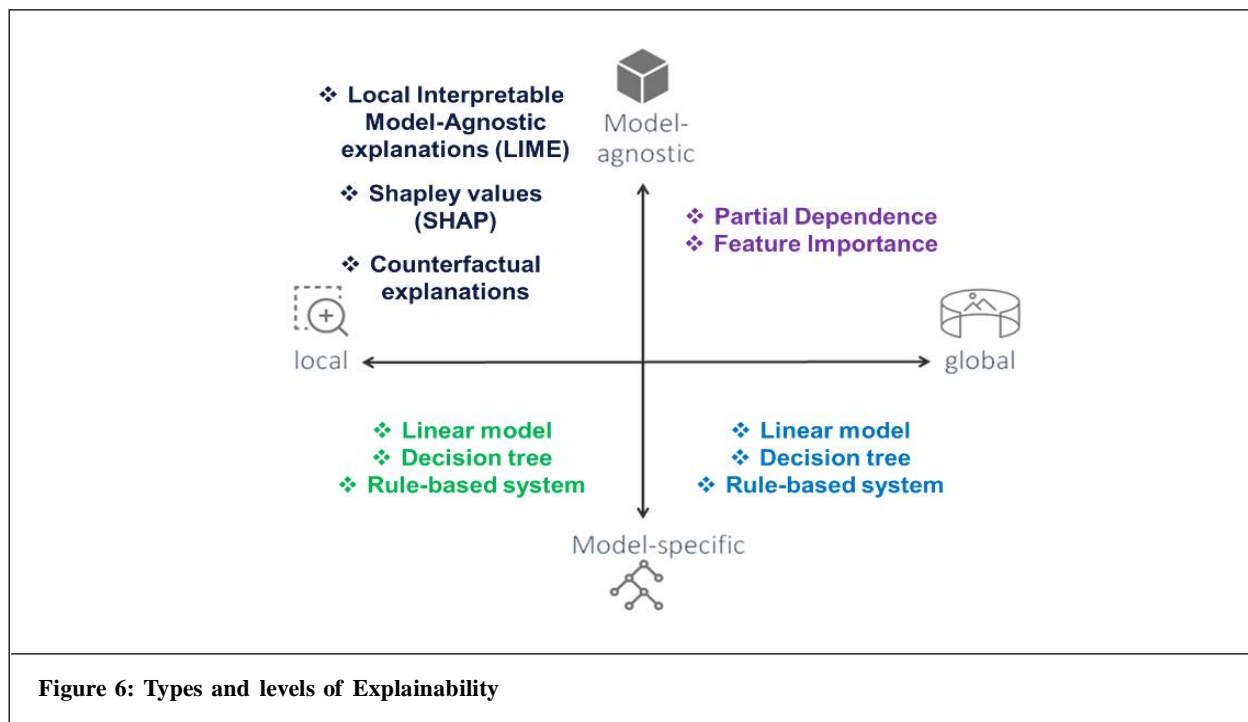 ❖ Local Interpretable
Model-Agnostic
explanations (LIME)
❖ Shapley values
(SHAP)
❖ Counterfactual
explanations
Model-
agnostic
❖ Partial Dependence
❖ Feature Importance
local
global
❖ Linear model
❖ Decision tree
❖ Rule-based system
❖ Linear model
❖ Decision tree
❖ Rule-based system
Model-specific
Figure 6: Types and levels of Explainability